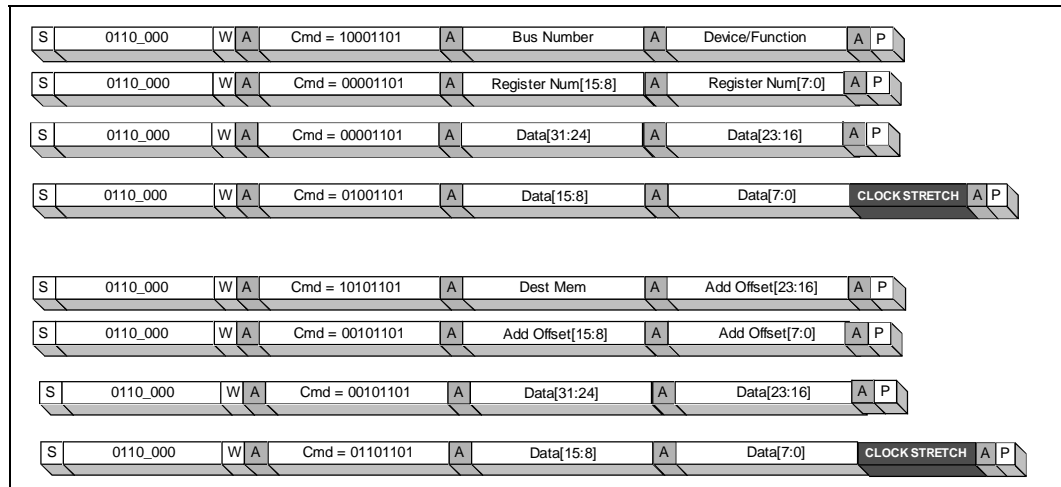 S 0110_000 W A Cmd = 10001101 A Bus Number A Device/Function A P
S 0110_000 W A Cmd = 00001101 A Register Num[15:8] A Register Num[7:0] A P
S 0110_000 W A Cmd = 00001101 A Data[31:24] A Data[23:16] A P
S 0110_000 W A Cmd = 01001101 A Data[15:8] A Data[7:0] CLOCK STRETCH A P
S 0110_000 W A Cmd = 10101101 A Dest Mem A Add Offset[23:16] A P
S 0110_000 W A Cmd = 00101101 A Add Offset[15:8] A Add Offset[7:0] A P
S 0110_000 W A Cmd = 00101101 A Data[31:24] A Data[23:16] A P
S 0110_000 W A Cmd = 01101101 A Data[15:8] A Data[7:0] CLOCK STRETCH A P